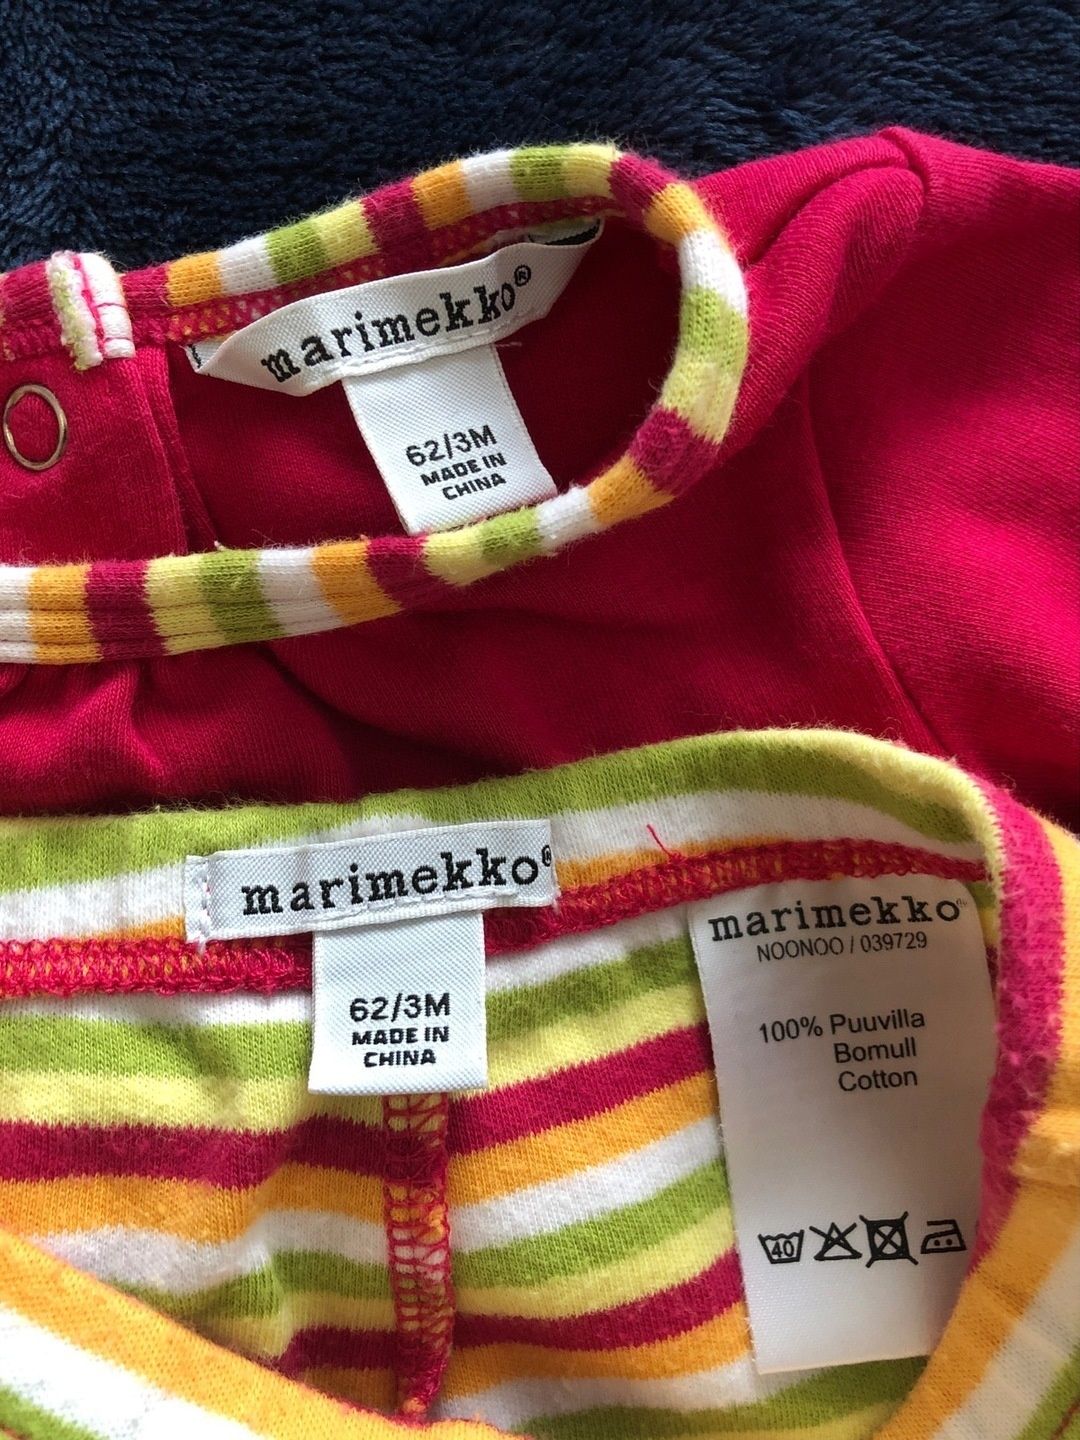 marimekko®
62/3M
MADE IN
CHINA
marimekko®
62/3M
MADE IN
CHINA
marimekko®
NOONOO / 039729
100% Puuvilla
Bomull
Cotton
40